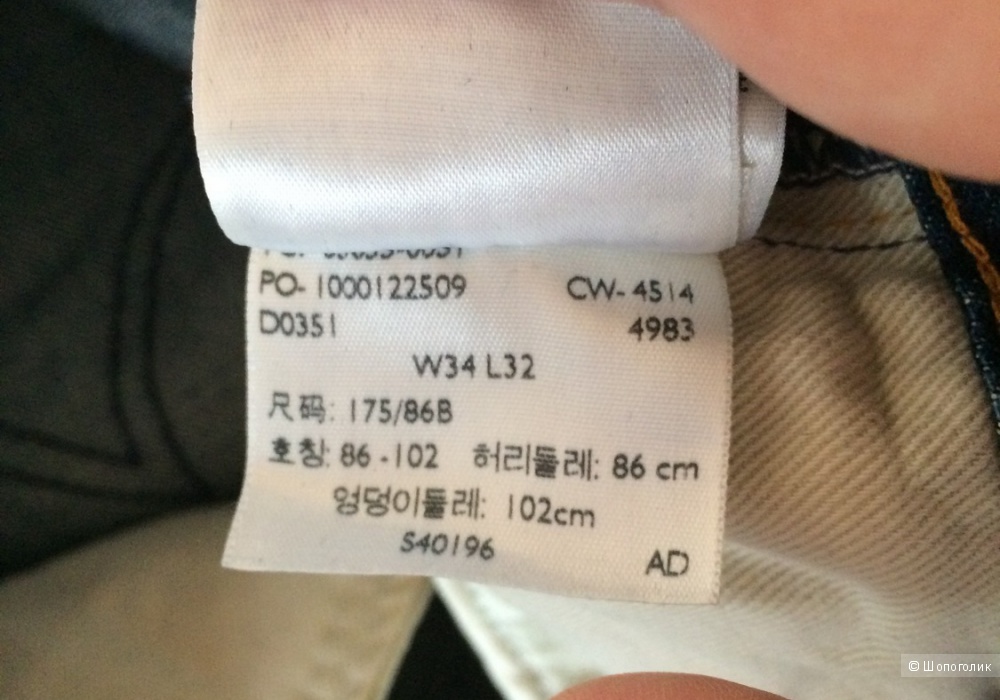 PO- 1000122509 CW- 4514
D0351 4983
W34 L32
尺码: 175/86B
호칭: 86 -102 허리둘레: 86 cm
엉덩이둘레: 102cm
S40196
AD
© Шопоголик